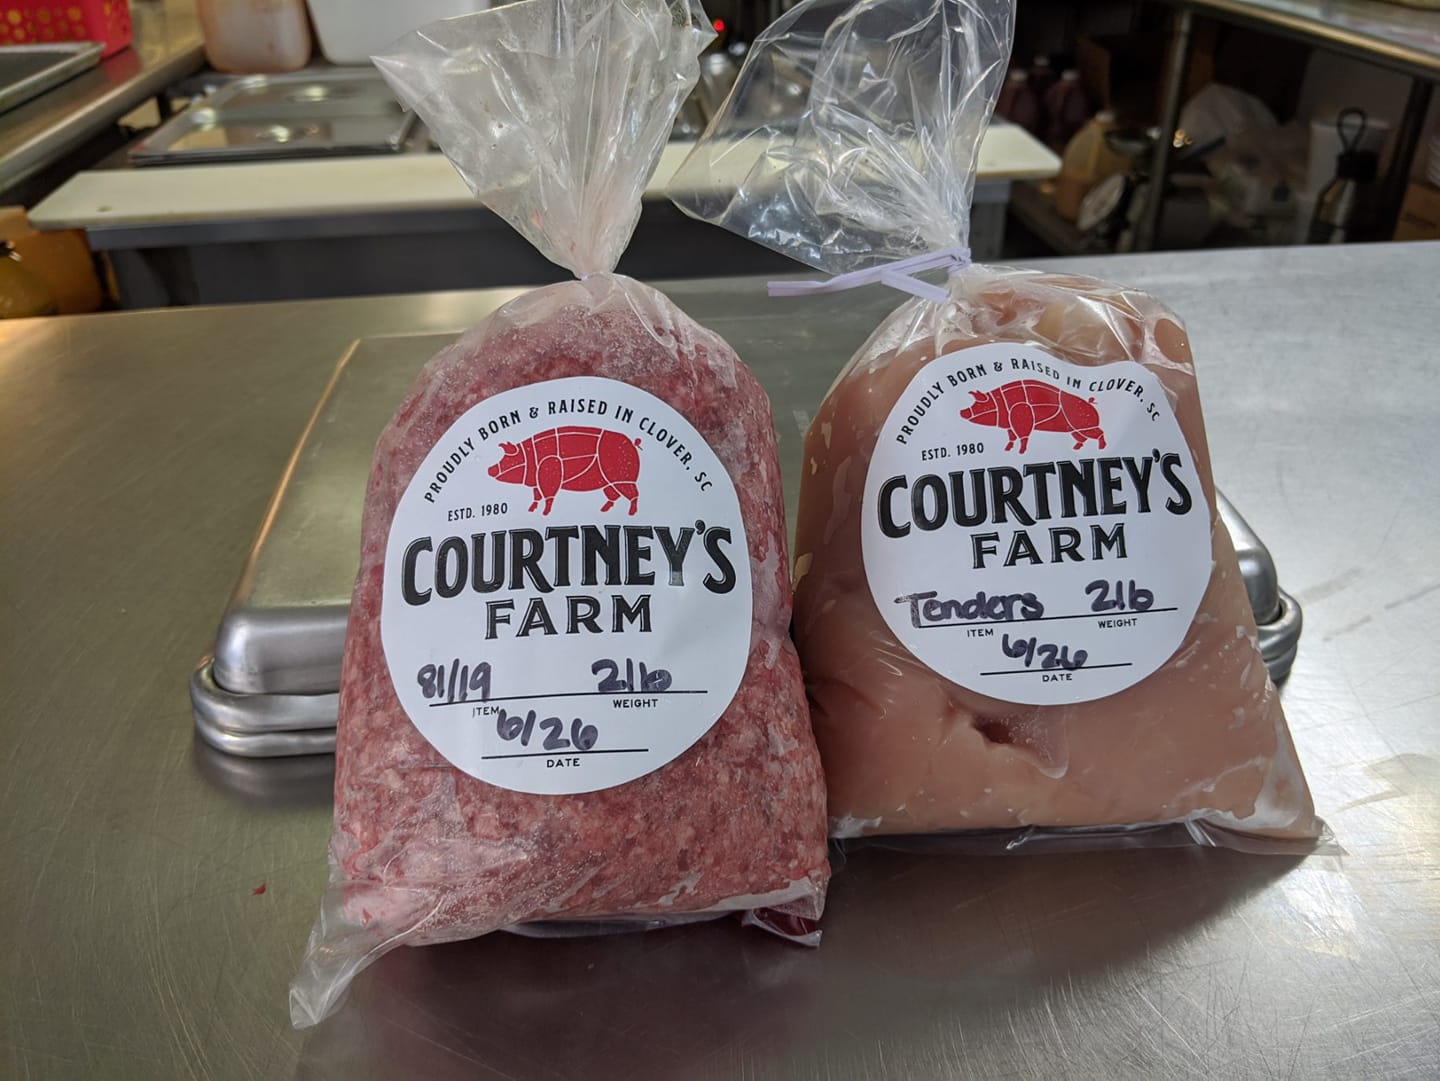 PROUDLY BORN & RAISED IN CLOVER, SC
ESTD. 1980
COURTNEY'S
FARM
81/19 2lb
ITEM WEIGHT
6/26
DATE
PROUDLY BORN & RAISED IN CLOVER, SC
ESTD. 1980
COURTNEY'S
FARM
Tenders 2lb
ITEM WEIGHT
6/26
DATE